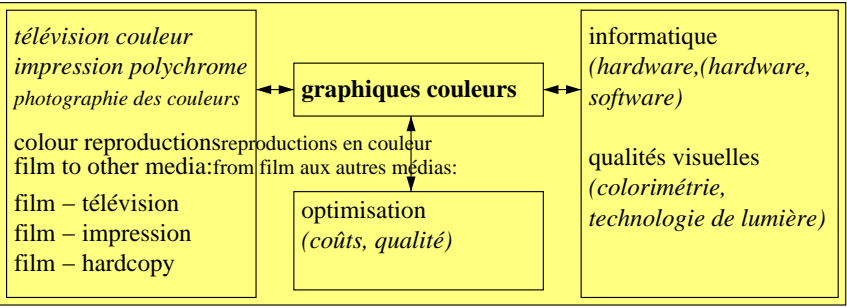 télévision couleur
impression polychrome
photographie des couleurs
colour reproductionsreproductions en couleur
film to other media:from film aux autres médias:
film – télévision
film – impression
film – hardcopy
graphiques couleurs
optimisation
(coûts, qualité)
informatique
(hardware,(hardware,
software)
qualités visuelles
(colorimétrie,
technologie de lumière)